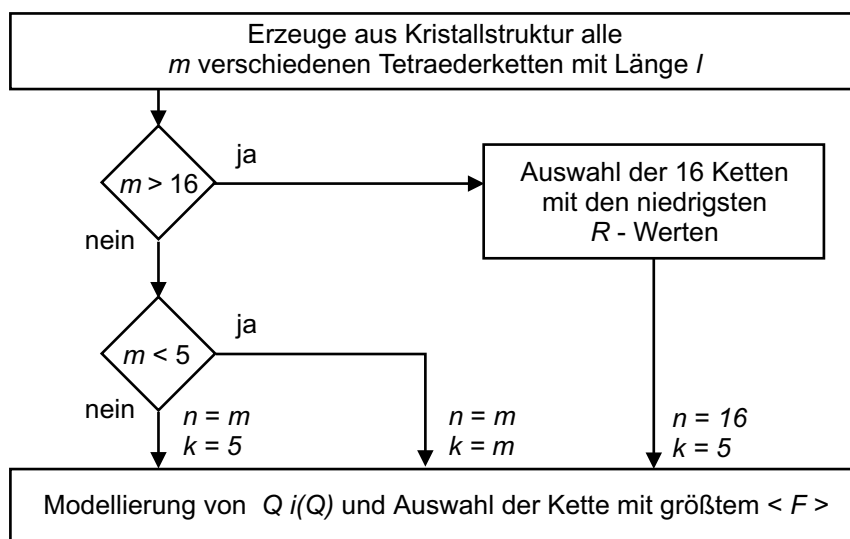 Erzeuge aus Kristallstruktur alle
m verschiedenen Tetraederketten mit Länge l
ja
m > 16
nein
Auswahl der 16 Ketten
mit den niedrigsten
R - Werten
ja
m < 5
nein
n = m
k = 5
n = m
k = m
n = 16
k = 5
Modellierung von Q i(Q) und Auswahl der Kette mit größtem < F >